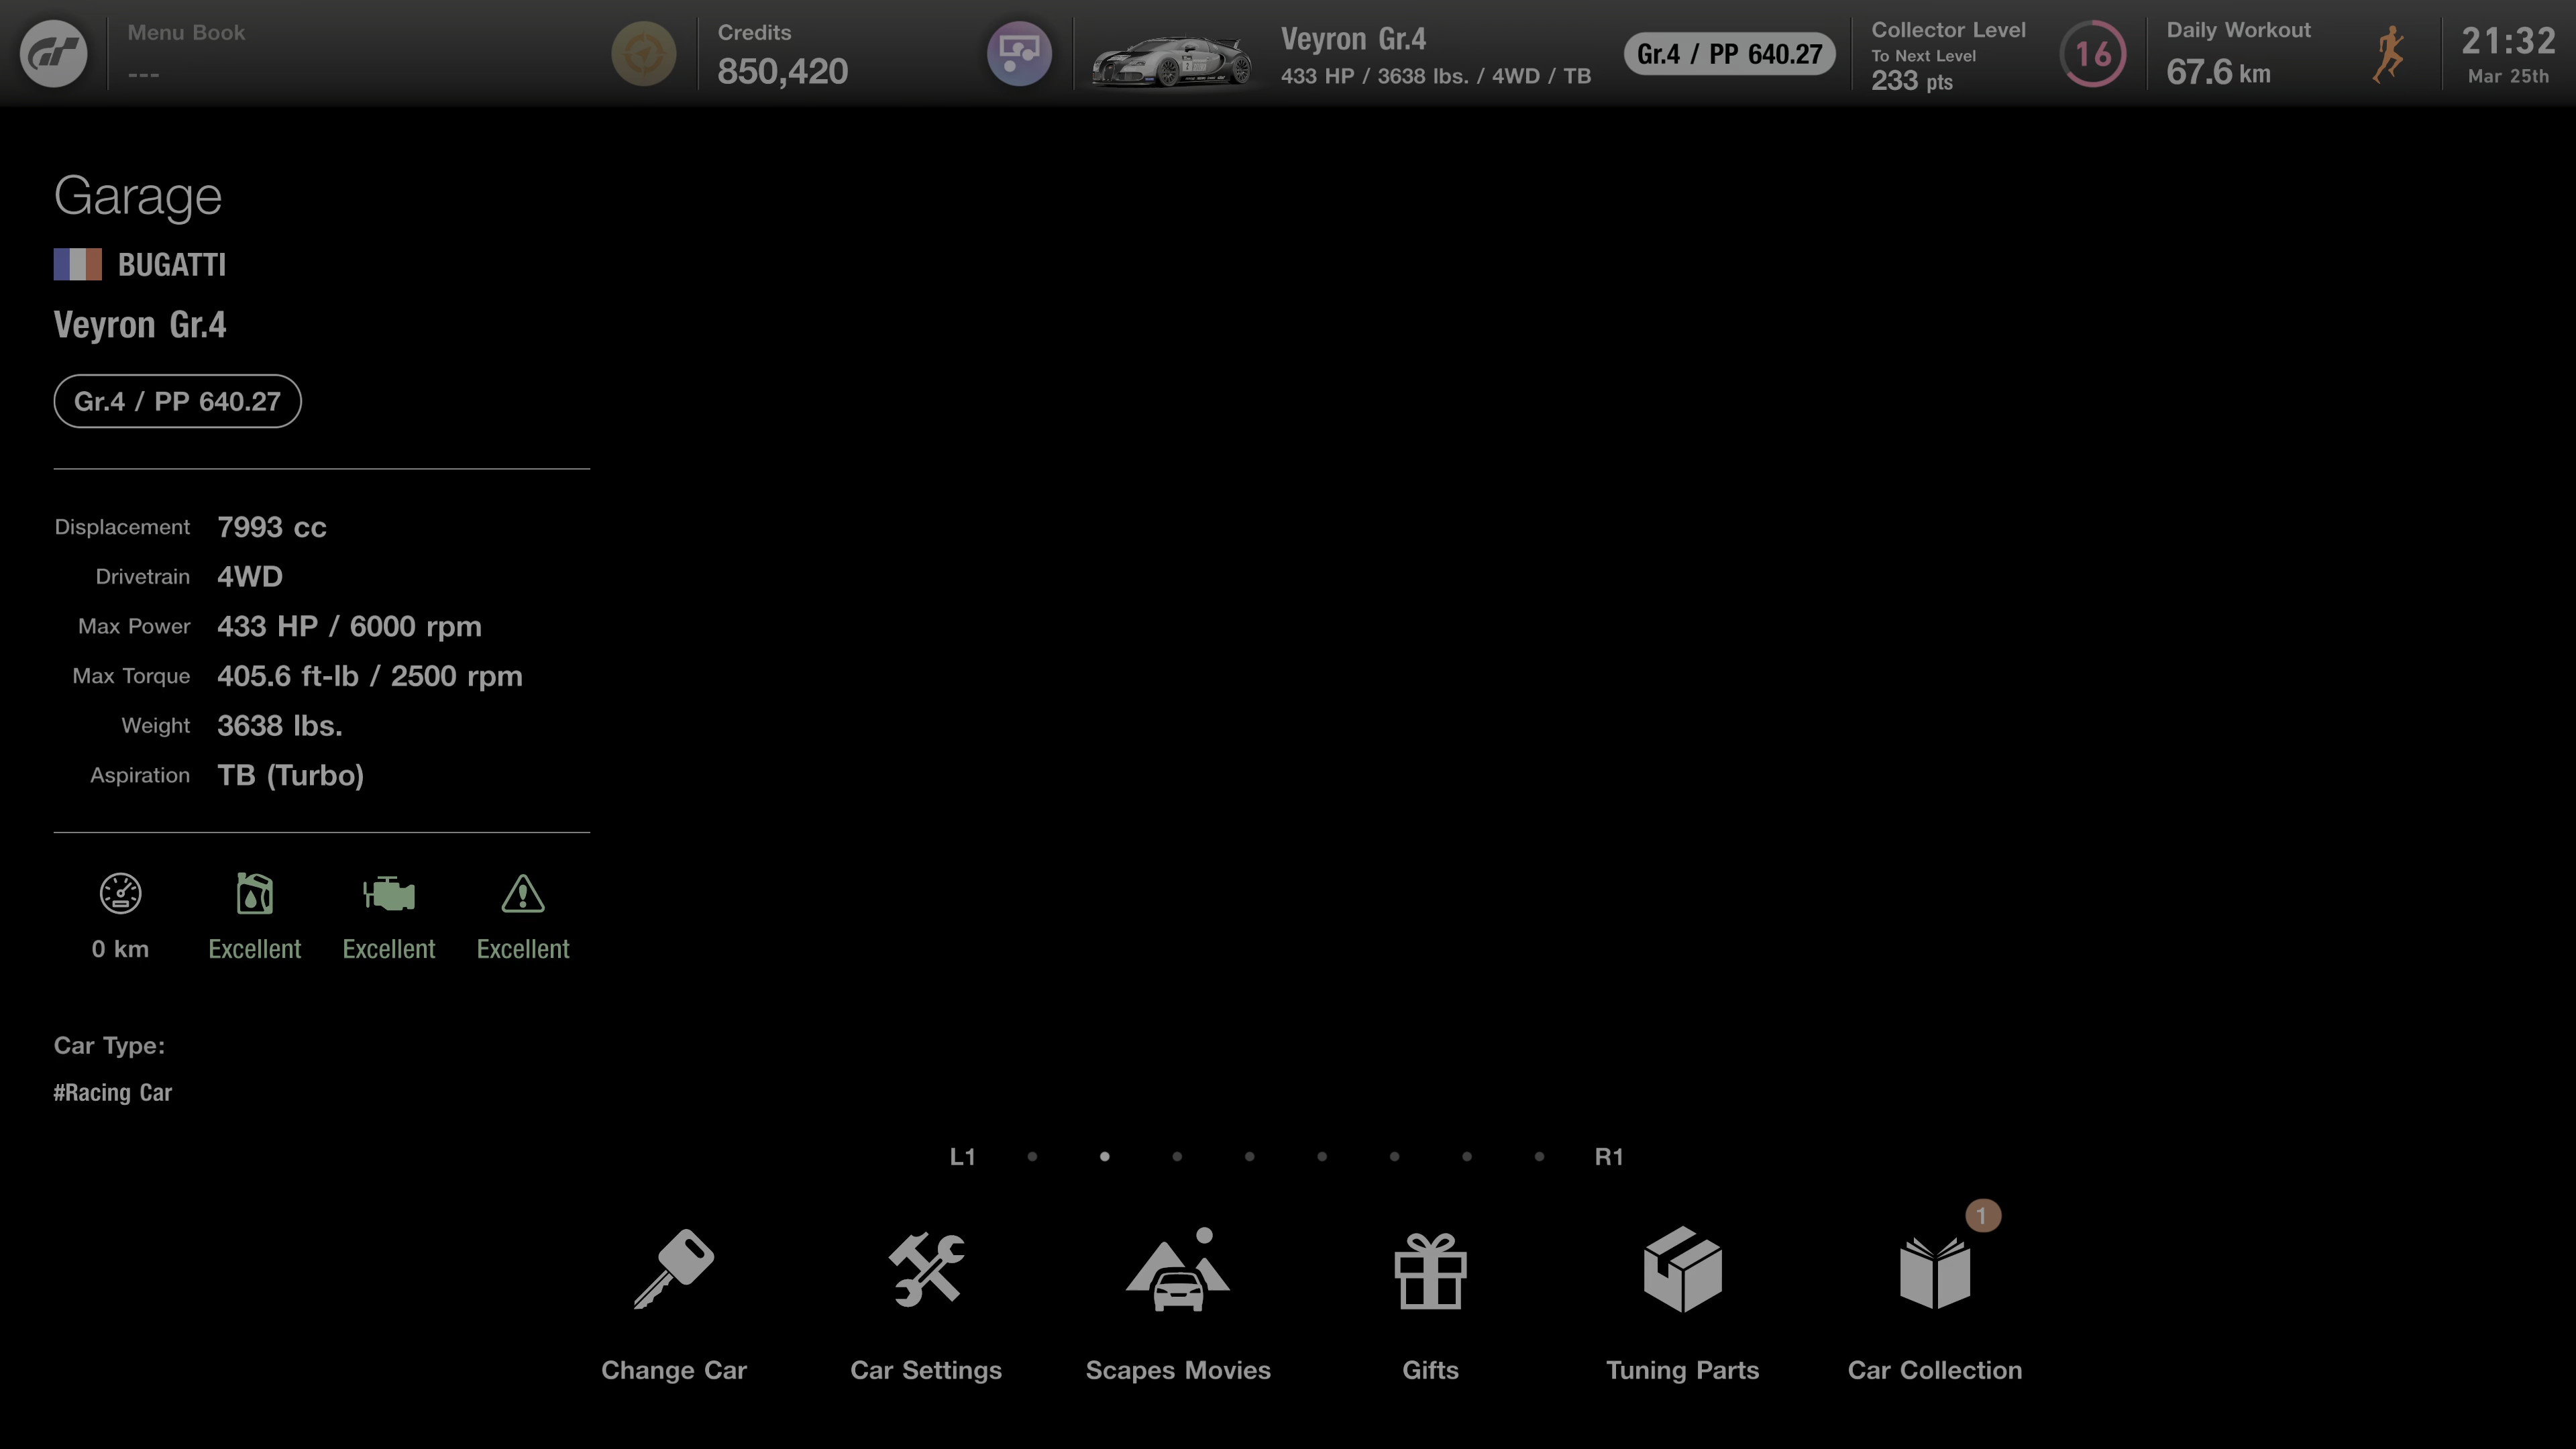 Menu Book
---
Credits
850,420
Veyron Gr.4
433 HP / 3638 lbs. / 4WD / TB
Gr.4 / PP 640.27
Collector Level
To Next Level
233 pts
16
Daily Workout
67.6 km
21:32
Mar 25th
Garage
BUGATTI
Veyron Gr.4
Gr.4 / PP 640.27
Displacement 7993 cc
Drivetrain 4WD
Max Power 433 HP / 6000 rpm
Max Torque 405.6 ft-lb / 2500 rpm
Weight 3638 lbs.
Aspiration TB (Turbo)
0 km Excellent Excellent Excellent
Car Type:
#Racing Car
L1 R1
1
Change Car Car Settings Scapes Movies Gifts Tuning Parts Car Collection